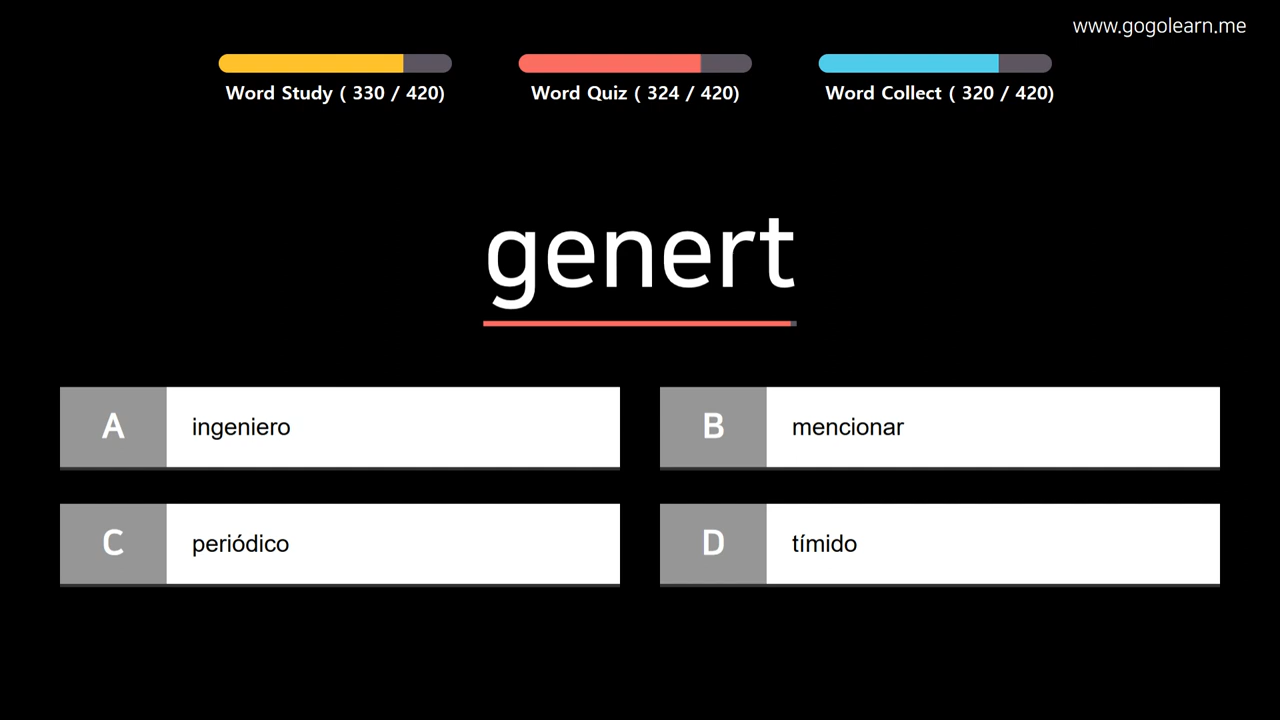 www.gogolearn.me
Word Study ( 330 / 420)
Word Quiz ( 324 / 420)
Word Collect ( 320 / 420)
genert
A ingeniero
B mencionar
C periódico
D tímido